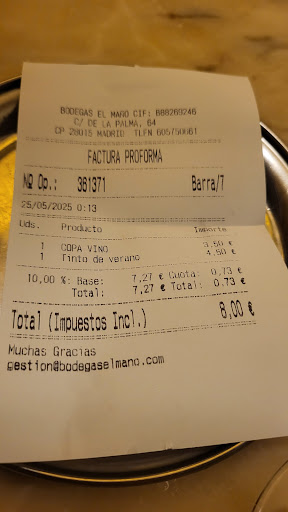 BODEGAS EL MAÑO CIF: B88269246
C/ DE LA PALMA, 64
CP 28015 MADRID TLFN 605750061
FACTURA PROFORMA
Nº Op.: 361371 Barra/7
25/05/2025 0:13
Uds. Producto Importe
1 COPA VINO 3,50 €
1 Tinto de verano 4,50 €
10,00 %: Base: 7,27 € Cuota: 0,73 €
Total: 7,27 € Total: 0,73 €
Total (Impuestos Incl.) 8,00 €
Muchas Gracias
gestion@bodegaselmano.com